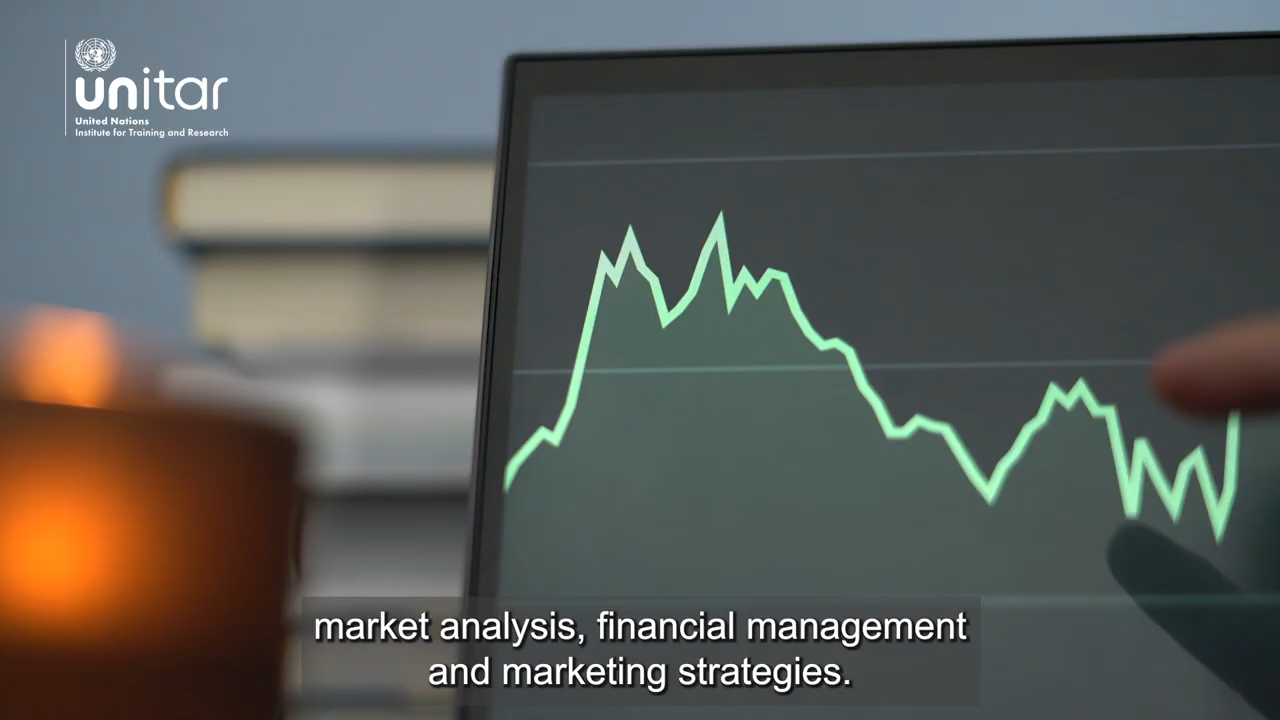 unitar
United Nations
Institute for Training and Research
market analysis, financial management
and marketing strategies.